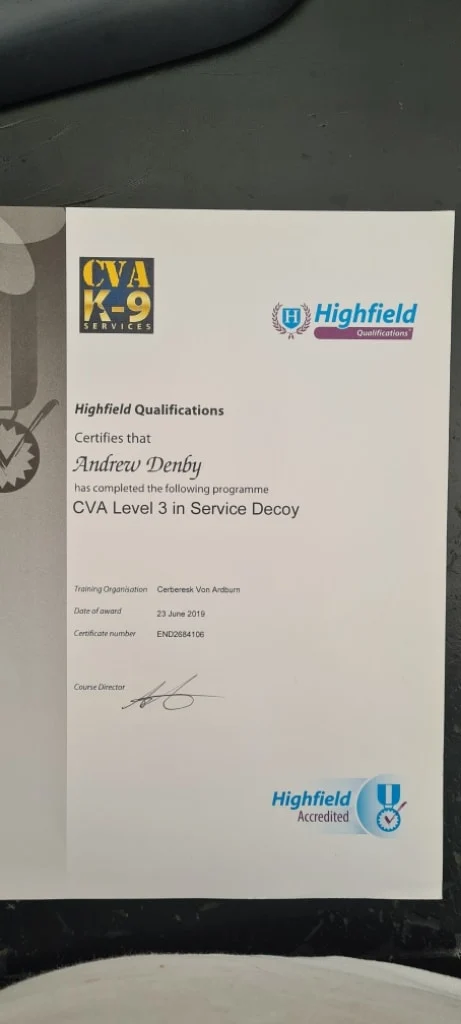 CVA
K-9
SERVICES
H Highfield
Qualifications
Highfield Qualifications
Certifies that
Andrew Denby
has completed the following programme
CVA Level 3 in Service Decoy
Training Organisation Cerberesk Von Ardburn
Date of award 23 June 2019
Certificate number END2684106
Course Director
Highfield
Accredited